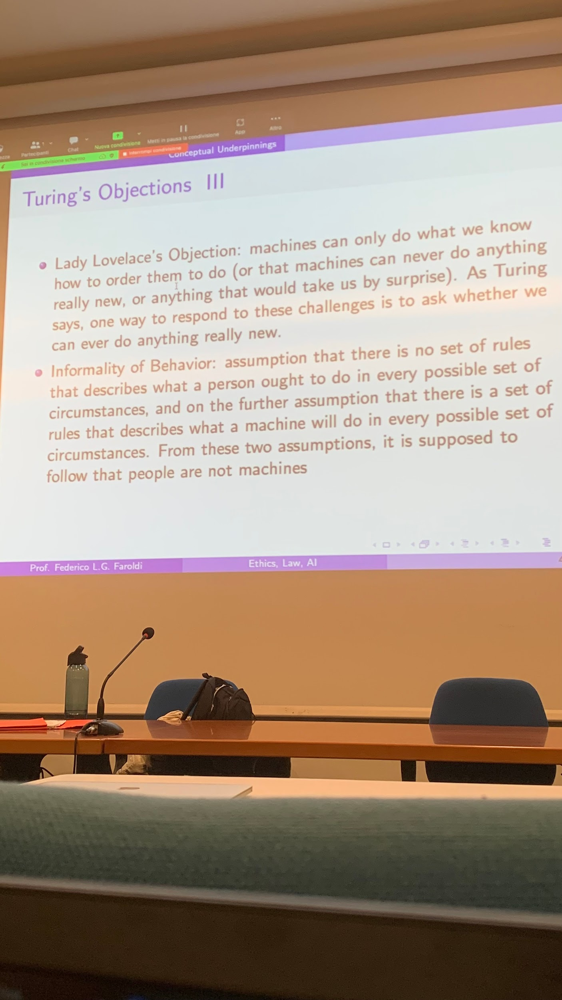 Partecipanti
1
Chat
Nuova condivisione
Metti in pausa la condivisione
App
Altro
Sei in condivisione schermo
Interrompi condivisione
Conceptual Underpinnings
Turing's Objections III
Lady Lovelace's Objection: machines can only do what we know
how to order them to do (or that machines can never do anything
really new, or anything that would take us by surprise). As Turing
says, one way to respond to these challenges is to ask whether we
can ever do anything really new.
Informality of Behavior: assumption that there is no set of rules
that describes what a person ought to do in every possible set of
circumstances, and on the further assumption that there is a set of
rules that describes what a machine will do in every possible set of
circumstances. From these two assumptions, it is supposed to
follow that people are not machines
Prof. Federico L.G. Faroldi
Ethics, Law, AI